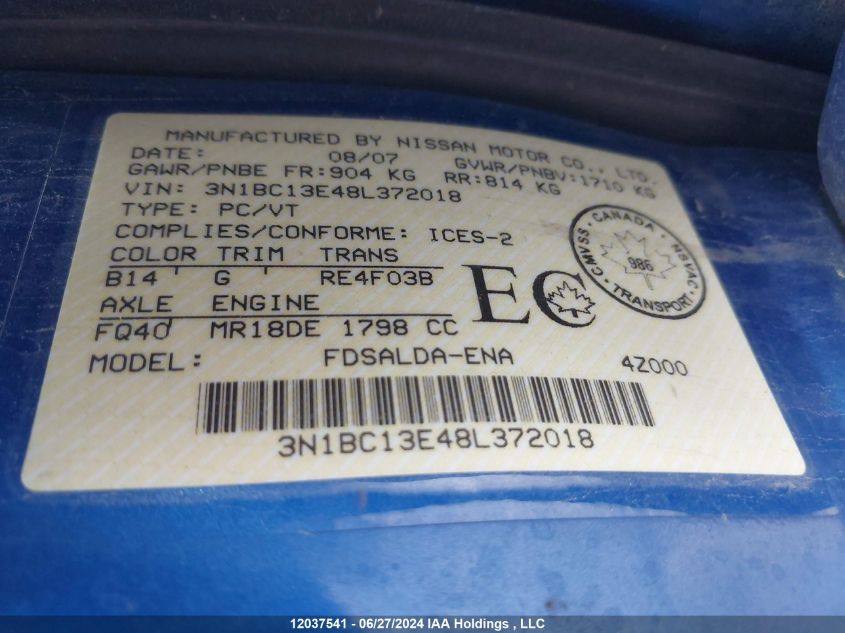 MANUFACTURED BY NISSAN MOTOR CO., LTD.
DATE: 08/07 GVWR/PNBV:1710 KG
GAWR/PNBE FR:904 KG RR:814 KG
VIN: 3N1BC13E48L372018
TYPE: PC/VT
COMPLIES/CONFORME: ICES-2
COLOR TRIM TRANS
B14 G RE4F03B
AXLE ENGINE
FQ40 MR18DE 1798 CC
EC
CANADA
CMVSS 986 NSVAC
TRANSPORT
MODEL: FDSALDA-ENA 4Z000
3N1BC13E48L372018
12037541 - 06/27/2024 IAA Holdings , LLC